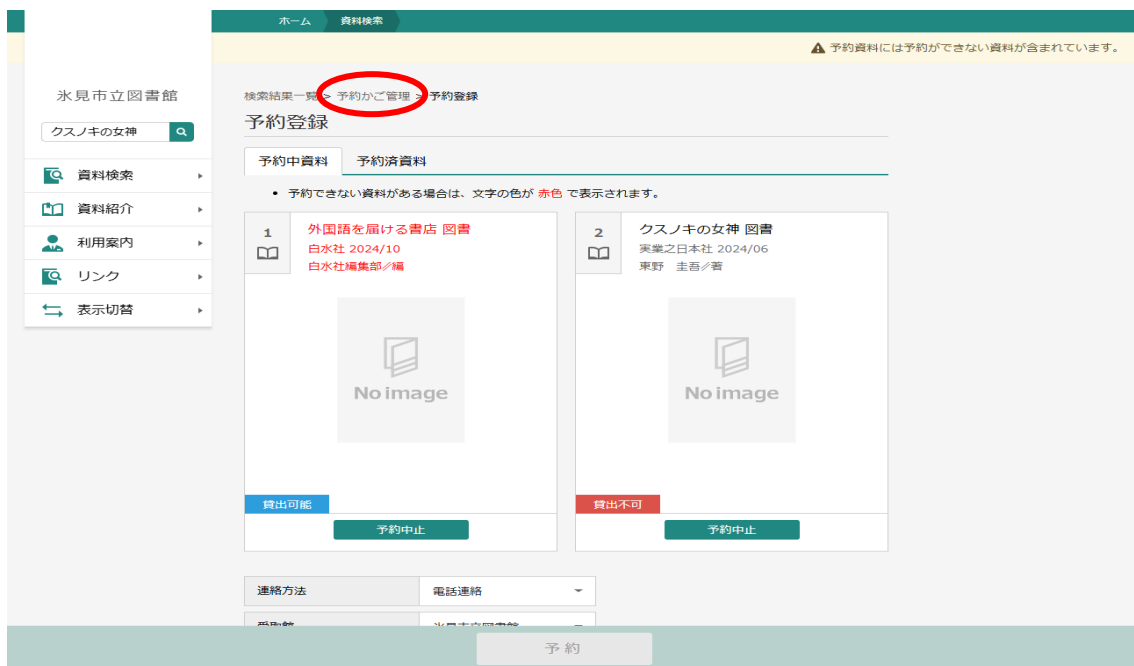 ホーム 資料検索
予約資料には予約ができない資料が含まれています。
氷見市立図書館
クスノキの女神
資料検索
資料紹介
利用案内
リンク
表示切替
検索結果一覧 > 予約かご管理 > 予約登録
予約登録
予約中資料 予約済資料
• 予約できない資料がある場合は、文字の色が 赤色 で表示されます。
1
外国語を届ける書店 図書
白水社 2024/10
白水社編集部∥編
No image
貸出可能
予約中止
2
クスノキの女神 図書
実業之日本社 2024/06
東野 圭吾∥著
No image
貸出不可
予約中止
連絡方法 電話連絡
受取館 氷見市立図書館
予約